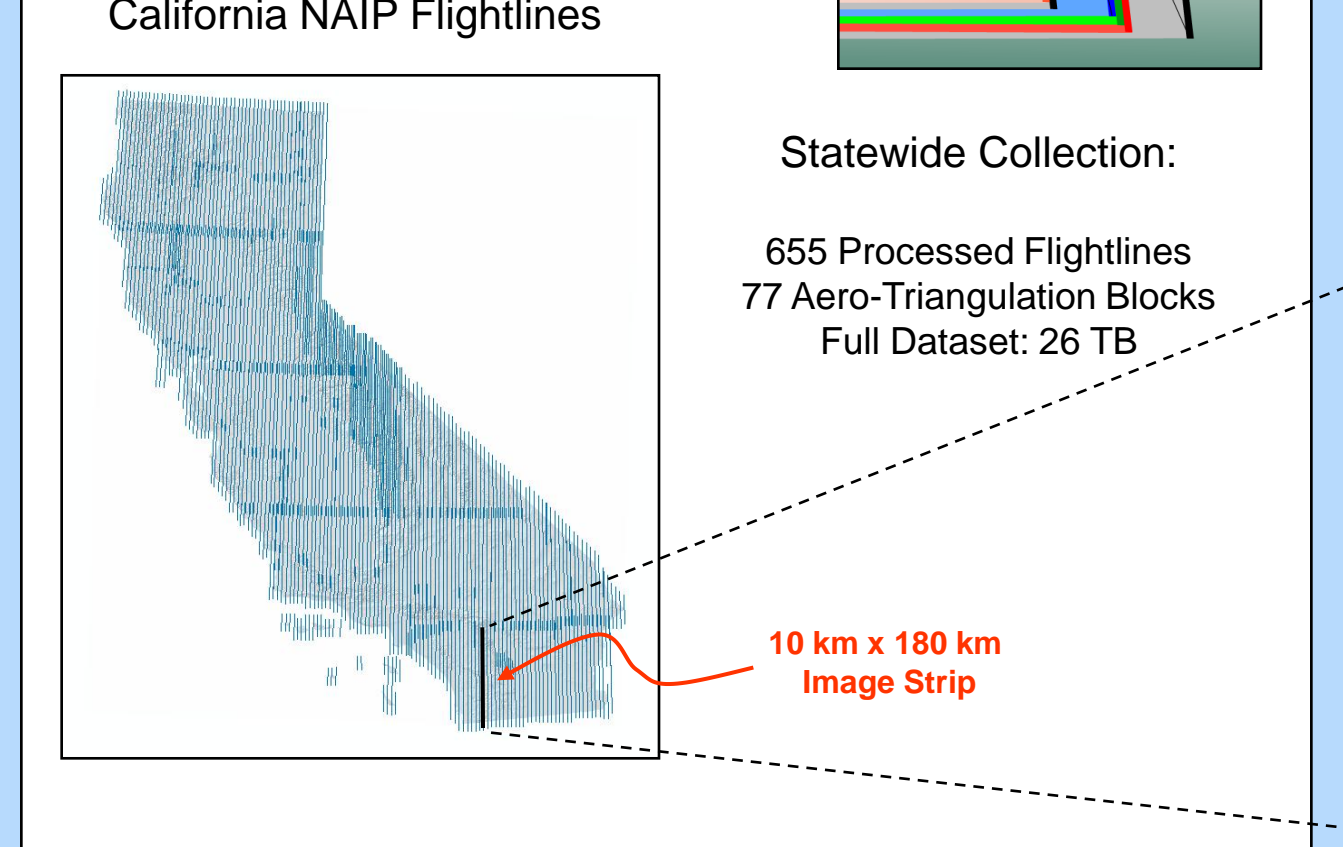 California NAIP Flightlines
Statewide Collection:
655 Processed Flightlines
77 Aero-Triangulation Blocks
Full Dataset: 26 TB
10 km x 180 km
Image Strip